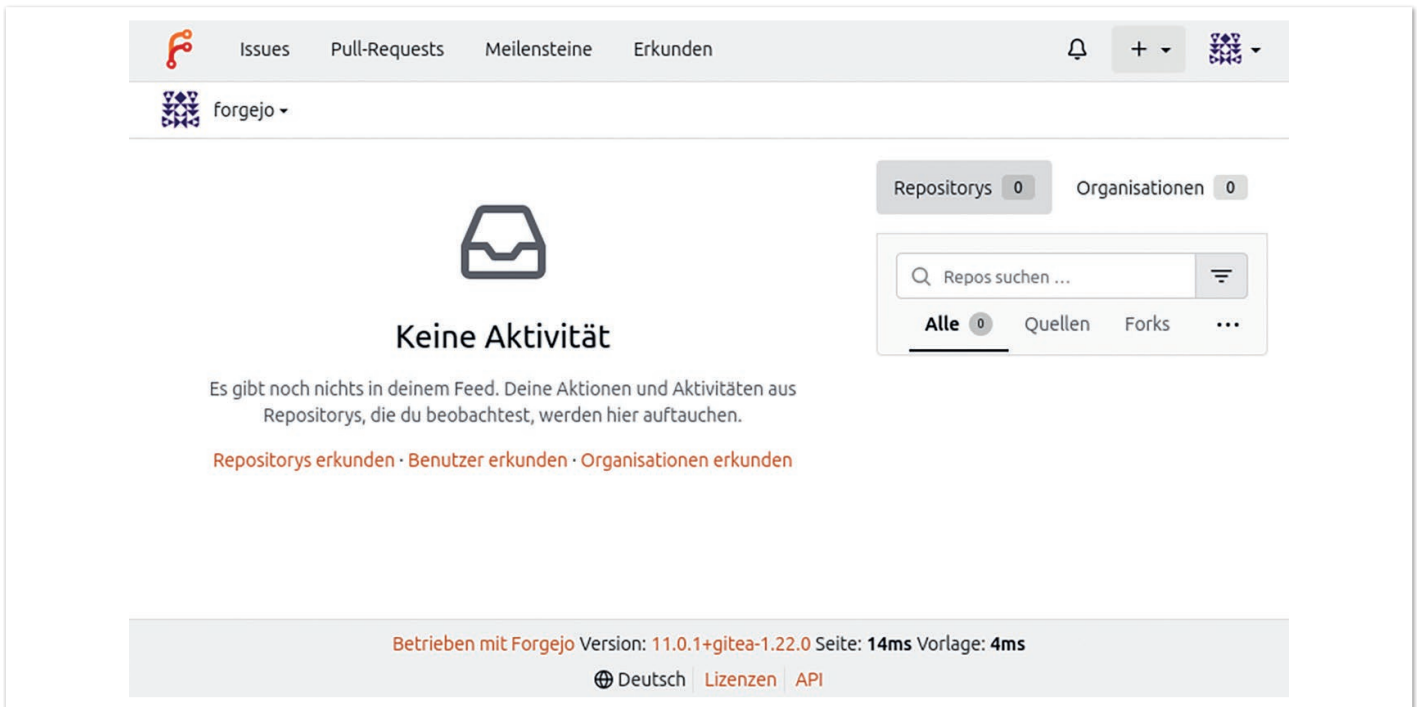 Issues Pull-Requests Meilensteine Erkunden
forgejo
Repositorys 0 Organisationen 0
Repos suchen ...
Alle 0 Quellen Forks
Keine Aktivität
Es gibt noch nichts in deinem Feed. Deine Aktionen und Aktivitäten aus
Repositorys, die du beobachtest, werden hier auftauchen.
Repositorys erkunden · Benutzer erkunden · Organisationen erkunden
Betrieben mit Forgejo Version: 11.0.1+gitea-1.22.0 Seite: 14ms Vorlage: 4ms
Deutsch Lizenzen API